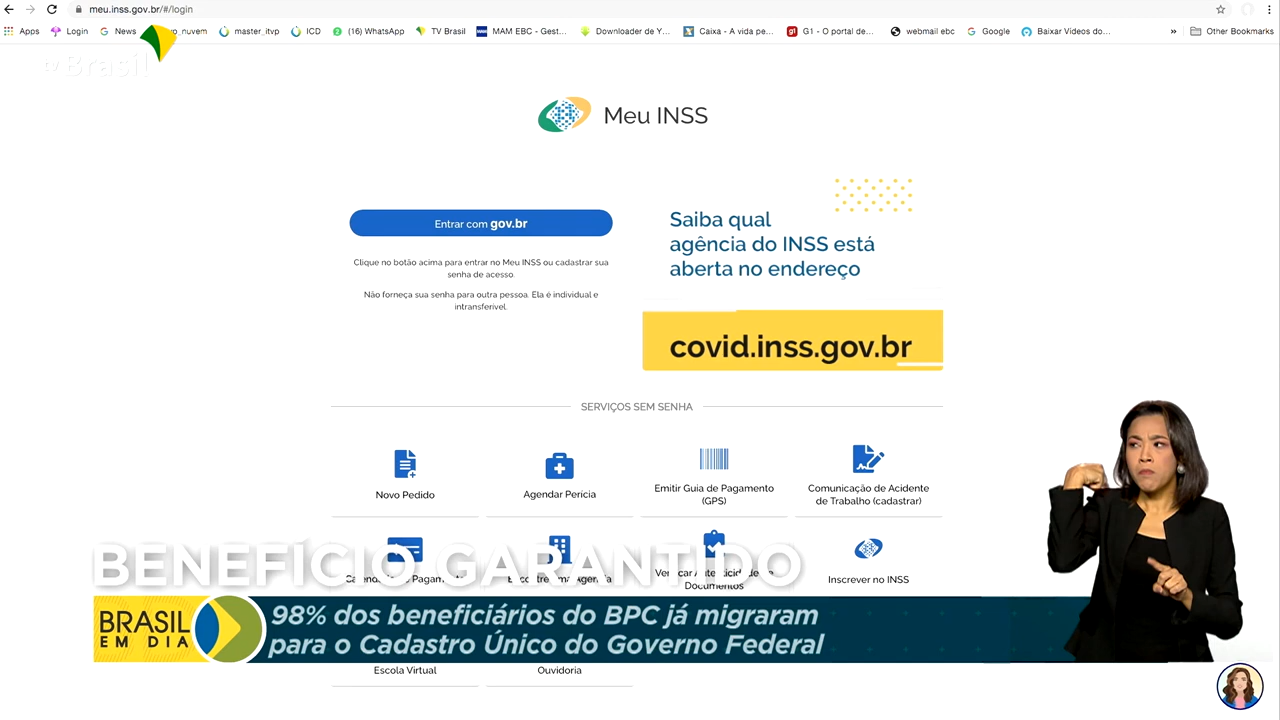 meu.inss.gov.br/#/login
Apps Login News nuvem master_itvp ICD (16) WhatsApp TV Brasil MAM EBC - Gest... Downloader de Y... Caixa - A vida pe... G1 - O portal de... webmail ebc Google Baixar Vídeos do... » Other Bookmarks
tv Brasil
Meu INSS
Entrar com gov.br
Clique no botão acima para entrar no Meu INSS ou cadastrar sua
senha de acesso.
Não forneça sua senha para outra pessoa. Ela é individual e
intransferível.
Saiba qual
agência do INSS está
aberta no endereço
covid.inss.gov.br
SERVIÇOS SEM SENHA
Novo Pedido
Agendar Perícia
Emitir Guia de Pagamento
(GPS)
Comunicação de Acidente
de Trabalho (cadastrar)
Documentos
Inscrever no INSS
BENEFÍCIO GARANTIDO
BRASIL
EM DIA
98% dos beneficiários do BPC já migraram
para o Cadastro Único do Governo Federal
Escola Virtual
Ouvidoria